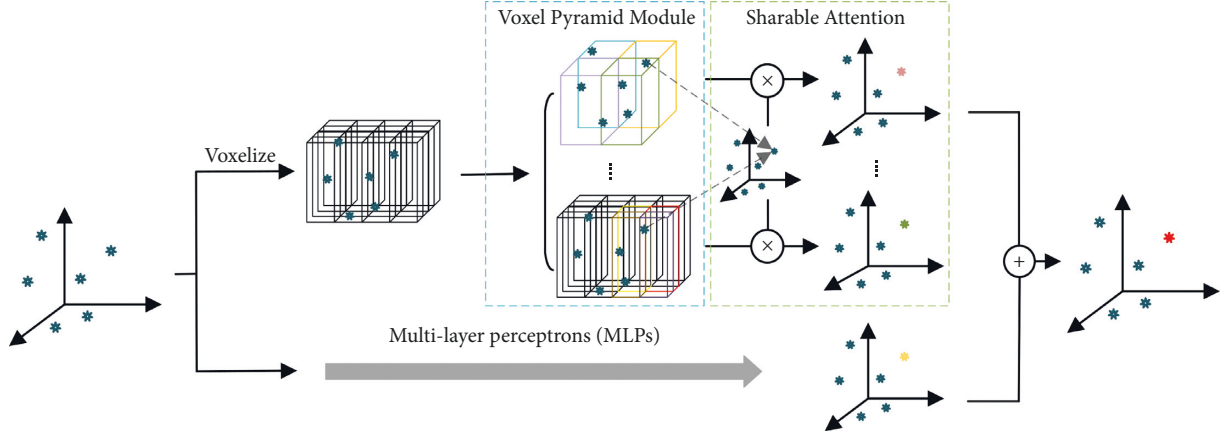 Voxel Pyramid Module
Sharable Attention
Voxelize
×
×
+
Multi-layer perceptrons (MLPs)